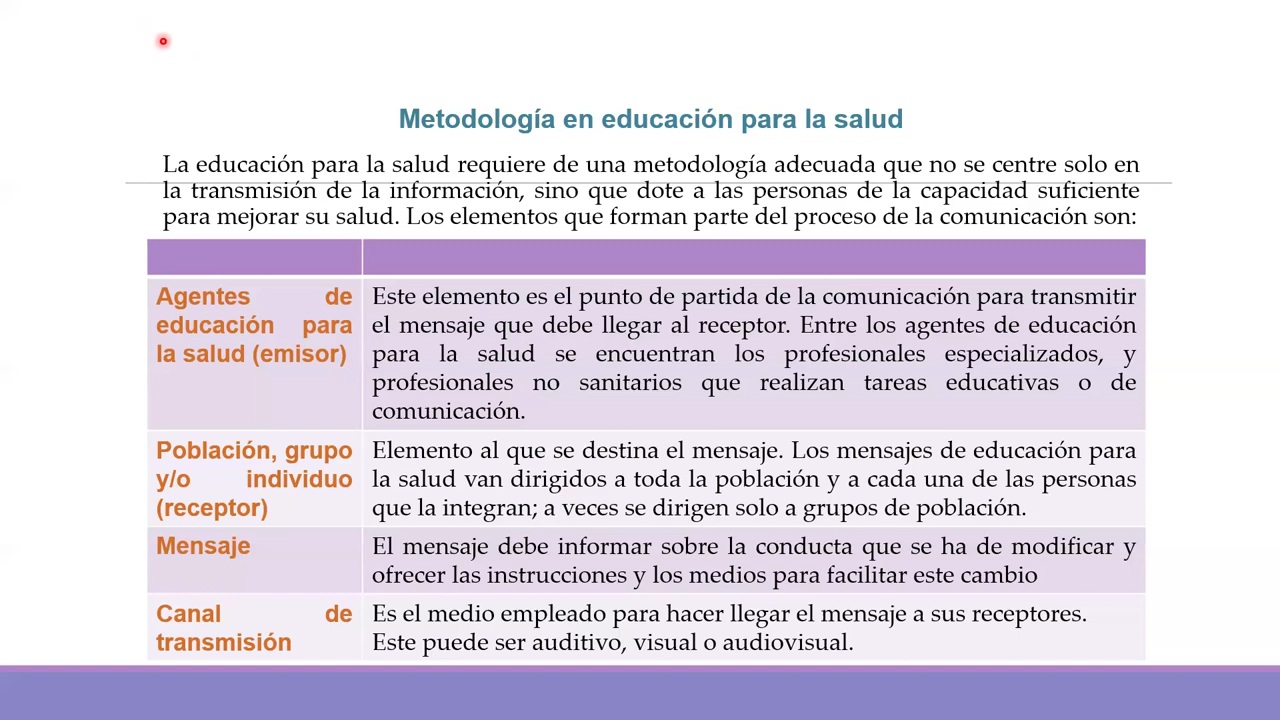 Metodología en educación para la salud
La educación para la salud requiere de una metodología adecuada que no se centre solo en
la transmisión de la información, sino que dote a las personas de la capacidad suficiente
para mejorar su salud. Los elementos que forman parte del proceso de la comunicación son:
Agentes de
educación para
la salud (emisor)
Este elemento es el punto de partida de la comunicación para transmitir
el mensaje que debe llegar al receptor. Entre los agentes de educación
para la salud se encuentran los profesionales especializados, y
profesionales no sanitarios que realizan tareas educativas o de
comunicación.
Población, grupo
y/o individuo
(receptor)
Elemento al que se destina el mensaje. Los mensajes de educación para
la salud van dirigidos a toda la población y a cada una de las personas
que la integran; a veces se dirigen solo a grupos de población.
Mensaje
El mensaje debe informar sobre la conducta que se ha de modificar y
ofrecer las instrucciones y los medios para facilitar este cambio
Canal de
transmisión
Es el medio empleado para hacer llegar el mensaje a sus receptores.
Este puede ser auditivo, visual o audiovisual.